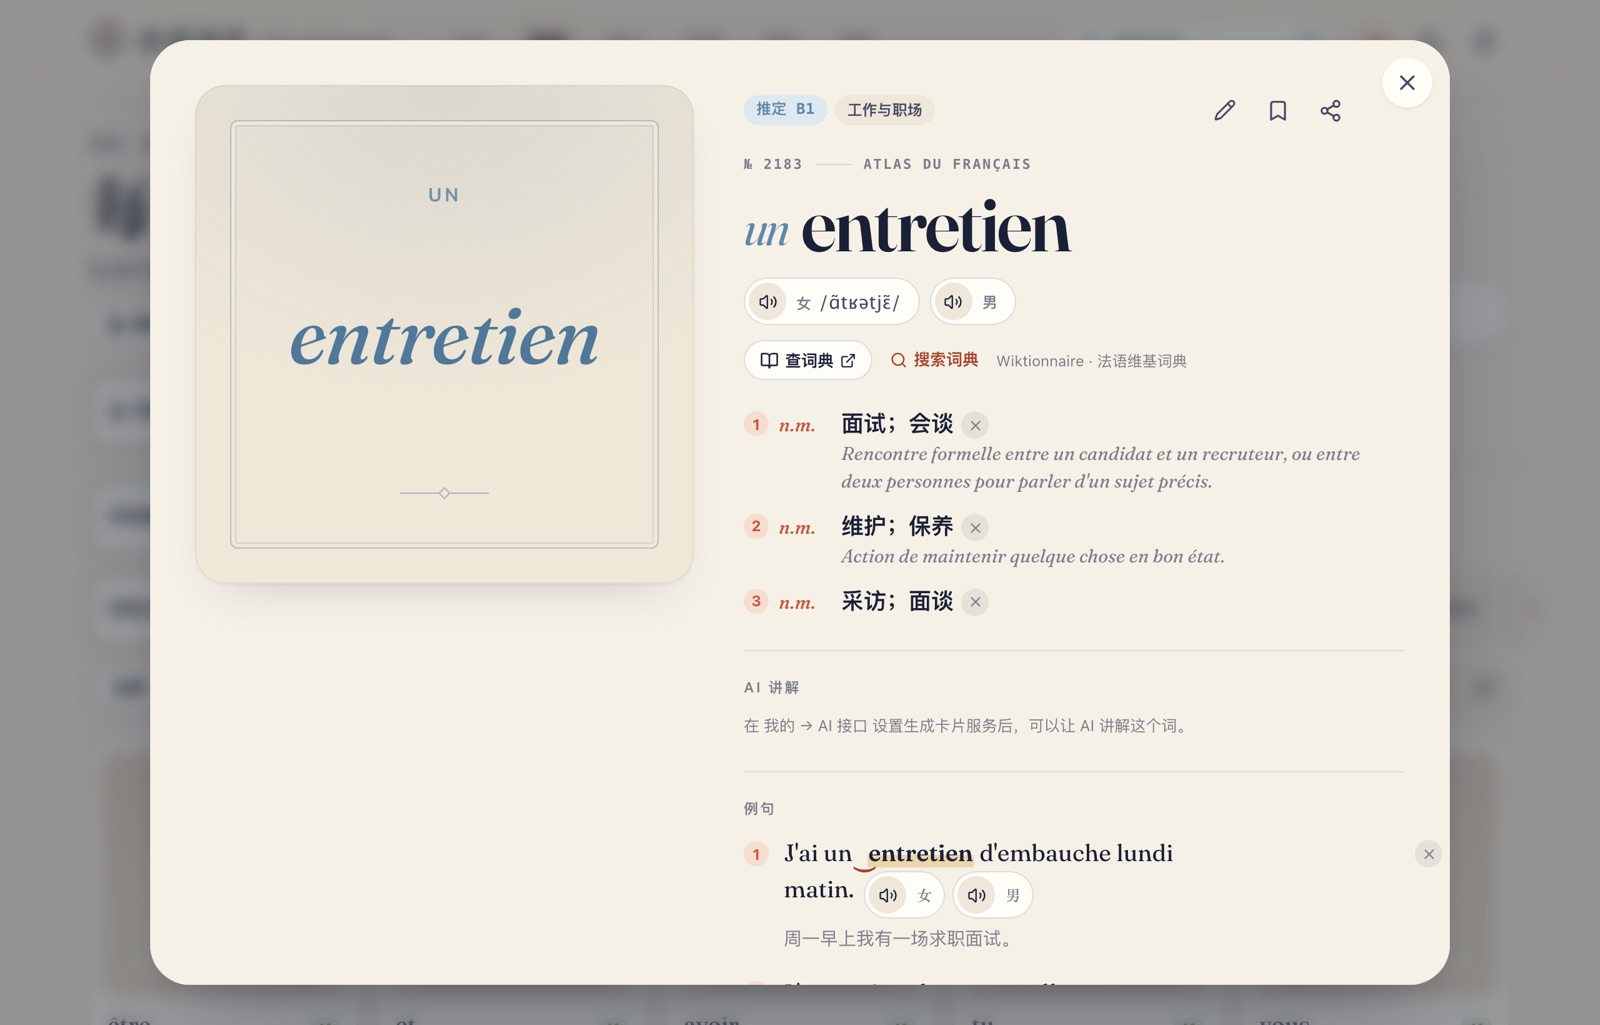 UN
entretien
推定 B1
工作与职场
№ 2183 ATLAS DU FRANÇAIS
un entretien
女 /ɑ̃tʁətjɛ̃/ 男
查词典 搜索词典 Wiktionnaire · 法语维基词典
1 n.m. 面试；会谈
Rencontre formelle entre un candidat et un recruteur, ou entre
deux personnes pour parler d'un sujet précis.
2 n.m. 维护；保养
Action de maintenir quelque chose en bon état.
3 n.m. 采访；面谈
AI 讲解
在 我的 → AI 接口 设置生成卡片服务后，可以让 AI 讲解这个词。
例句
1 J'ai un entretien d'embauche lundi
matin. 女 男
周一早上我有一场求职面试。
être et avoir tu vous